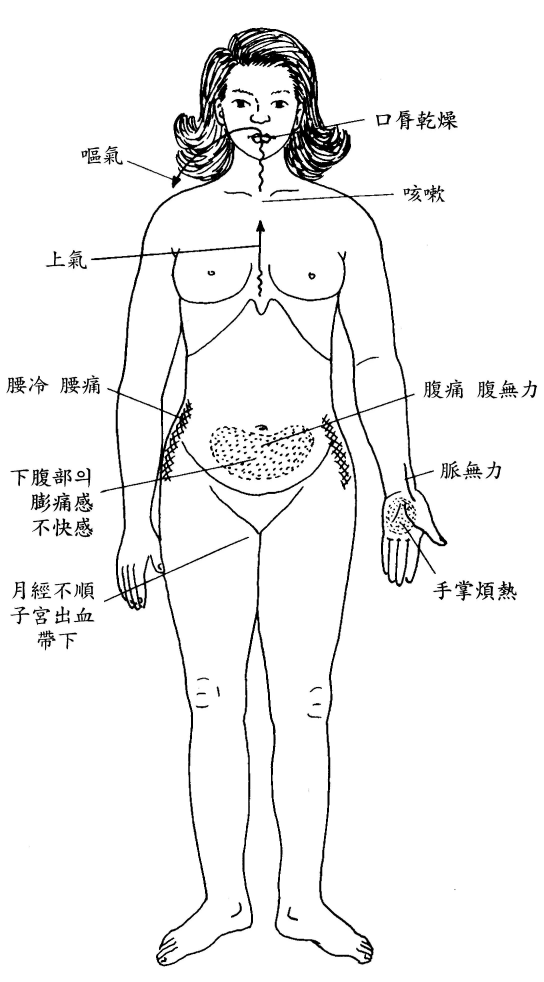 口脣乾燥
嘔氣
咳嗽
上氣
腰冷 腰痛
腹痛 腹無力
下腹部의
膨痛感
不快感
脈無力
月經不順
子宮出血
帶下
手掌煩熱